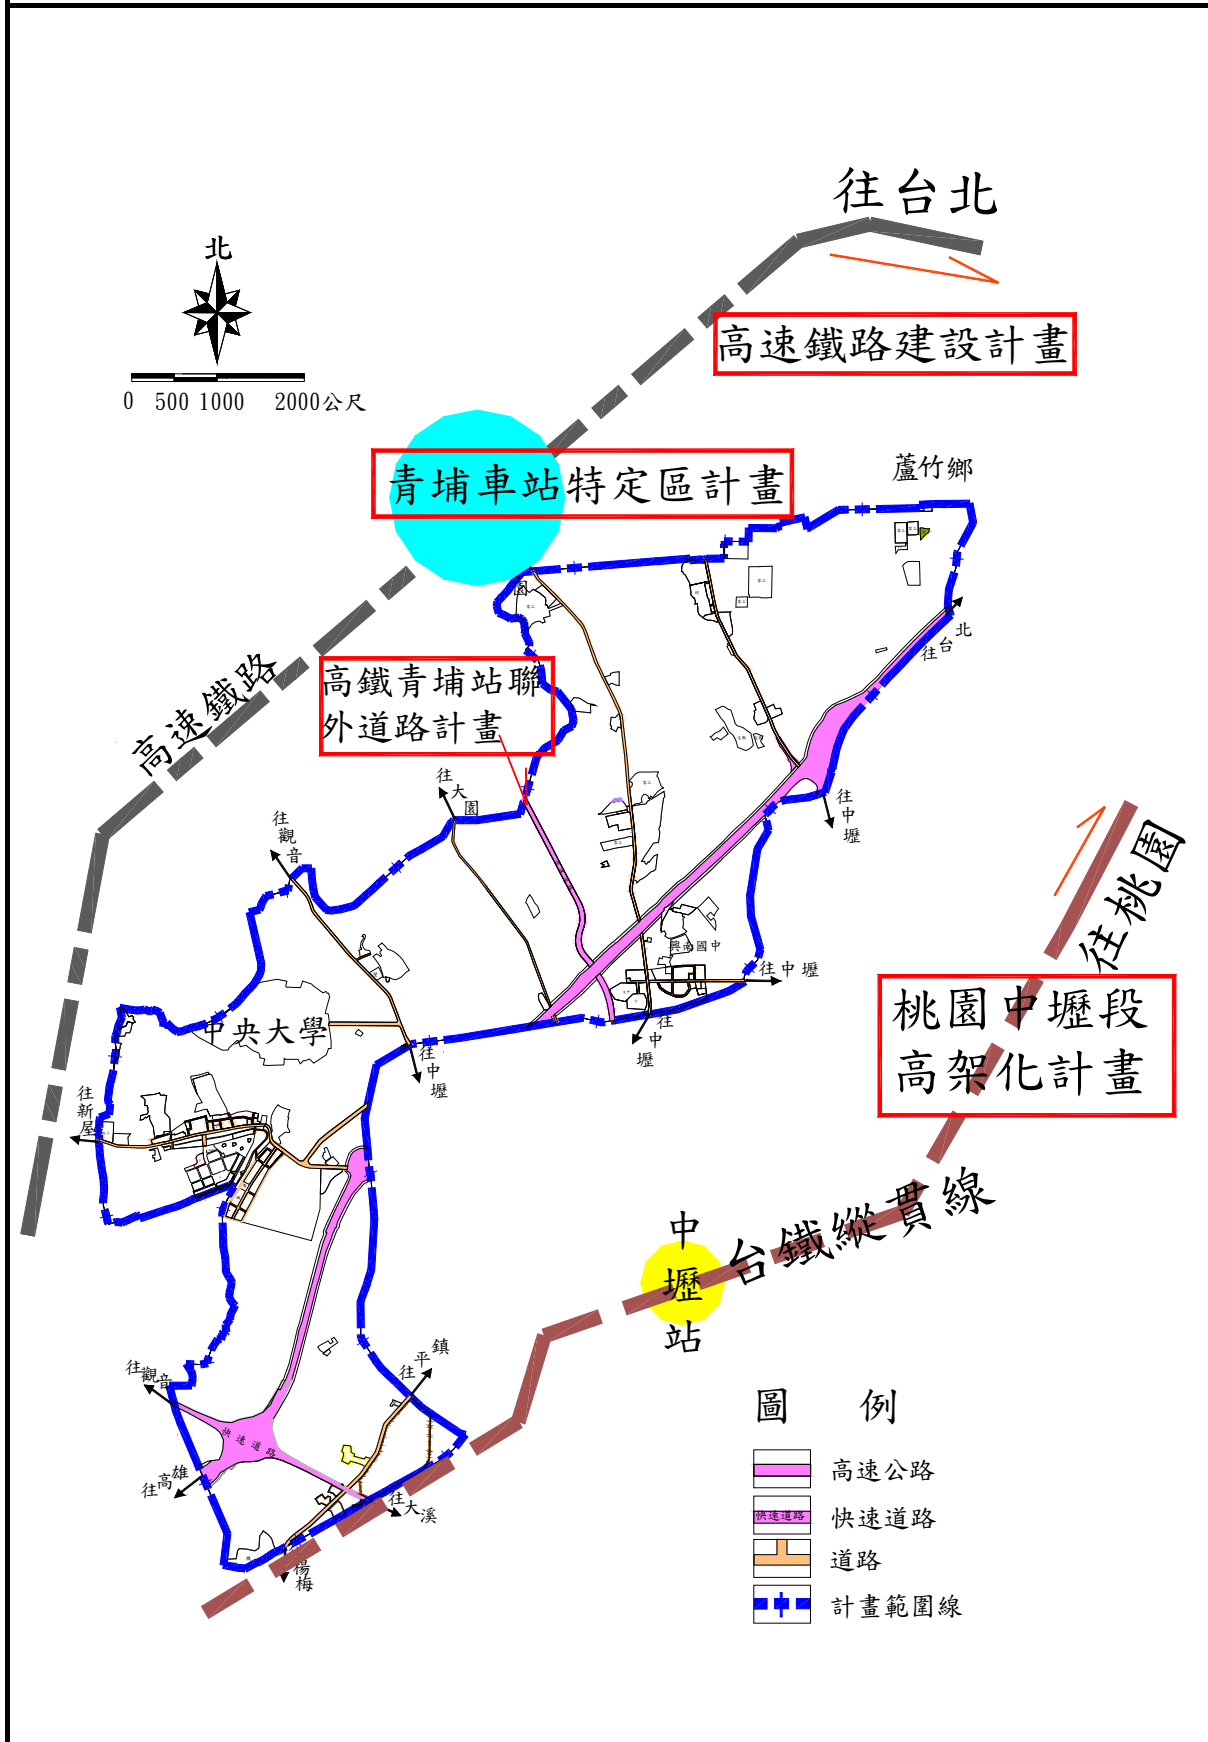 往台北
北
高速鐵路建設計畫
0 500 1000 2000公尺
蘆竹鄉
青埔車站特定區計畫
園
往台北
高速鐵路
高鐵青埔站聯
外道路計畫
往大園
往觀音
往中壢
往桃園
興南國中
往中壢
桃園中壢段
高架化計畫
中央大學
往中壢
往中壢
往新屋
台鐵縱貫線
中壢站
往平鎮
往觀音
快速道路
往高雄
往大溪
楊梅
圖 例
高速公路
快速道路
快速道路
道路
計畫範圍線